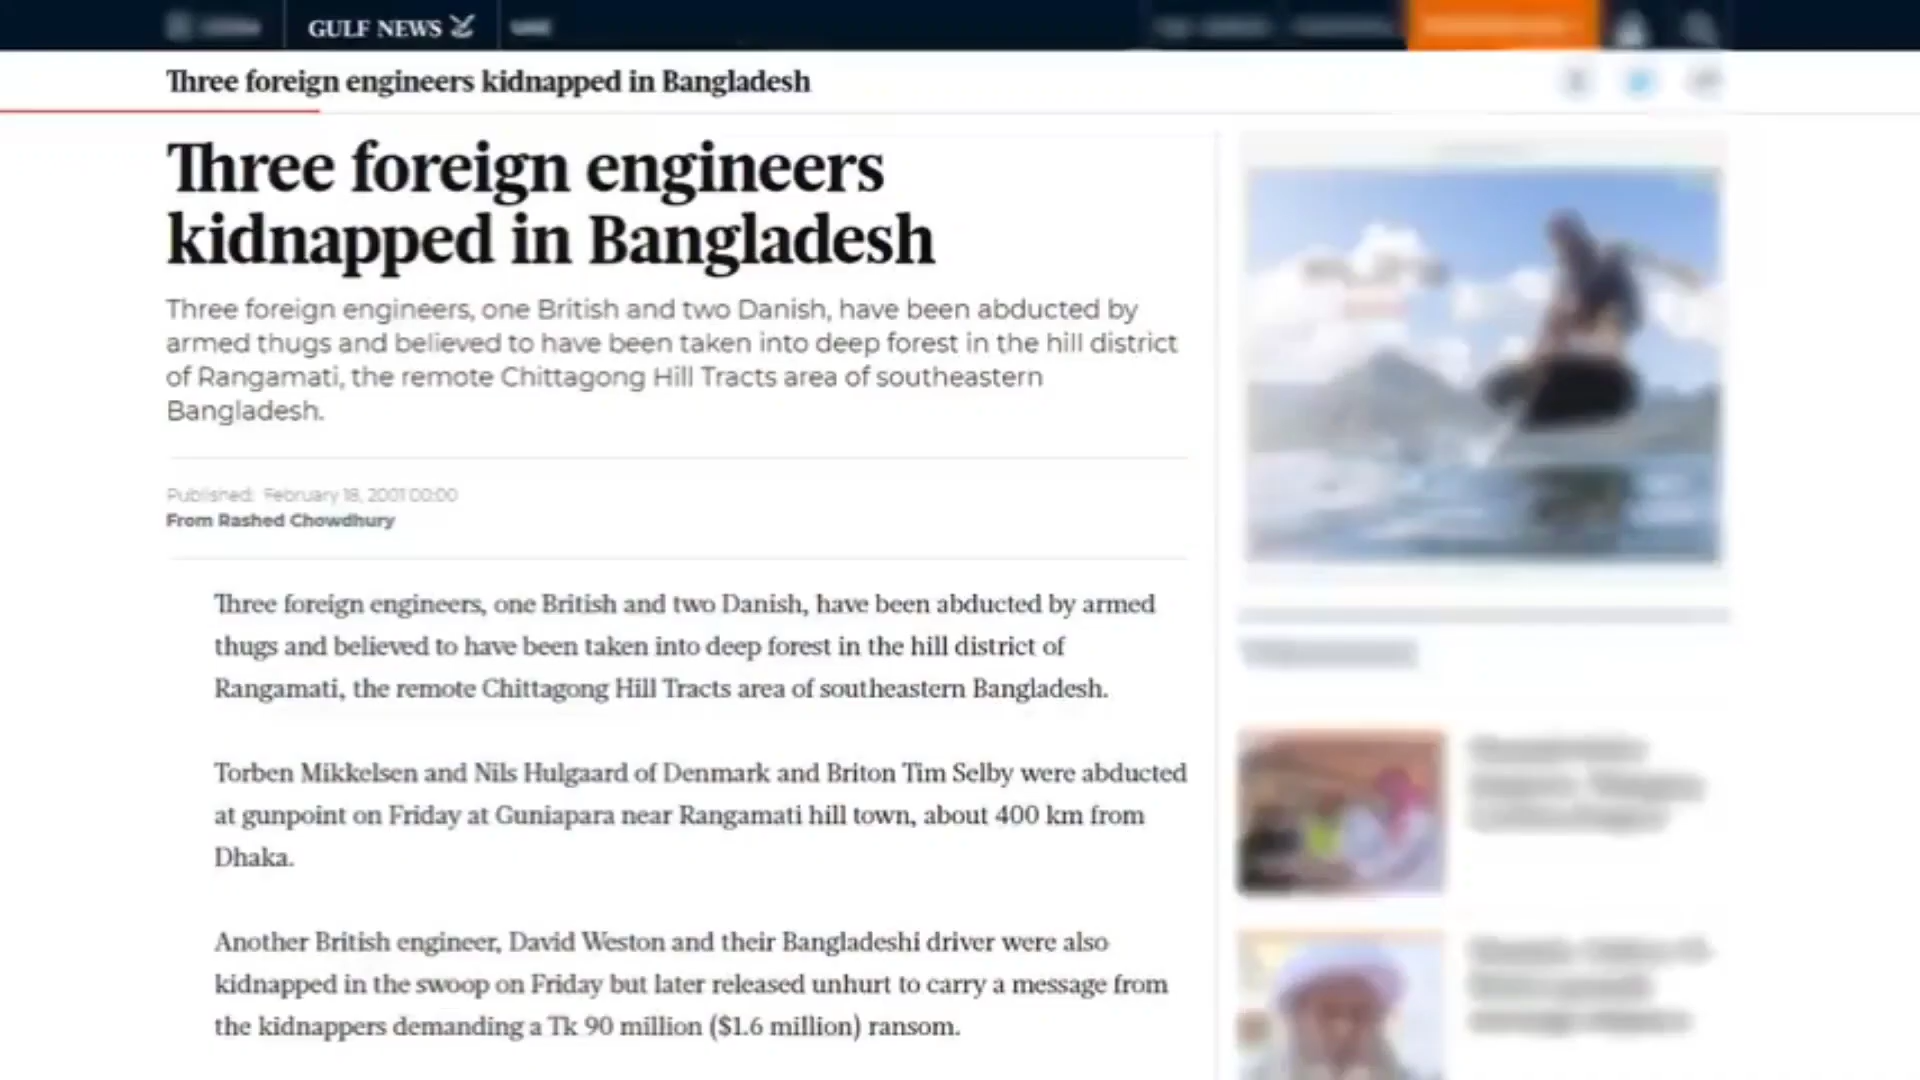 GULF NEWS
Three foreign engineers kidnapped in Bangladesh
Three foreign engineers
kidnapped in Bangladesh
Three foreign engineers, one British and two Danish, have been abducted by
armed thugs and believed to have been taken into deep forest in the hill district
of Rangamati, the remote Chittagong Hill Tracts area of southeastern
Bangladesh.
Published: February 18, 2001 00:00
From Rashed Chowdhury
Three foreign engineers, one British and two Danish, have been abducted by armed
thugs and believed to have been taken into deep forest in the hill district of
Rangamati, the remote Chittagong Hill Tracts area of southeastern Bangladesh.
Torben Mikkelsen and Nils Hulgaard of Denmark and Briton Tim Selby were abducted
at gunpoint on Friday at Guniapara near Rangamati hill town, about 400 km from
Dhaka.
Another British engineer, David Weston and their Bangladeshi driver were also
kidnapped in the swoop on Friday but later released unhurt to carry a message from
the kidnappers demanding a Tk 90 million ($1.6 million) ransom.